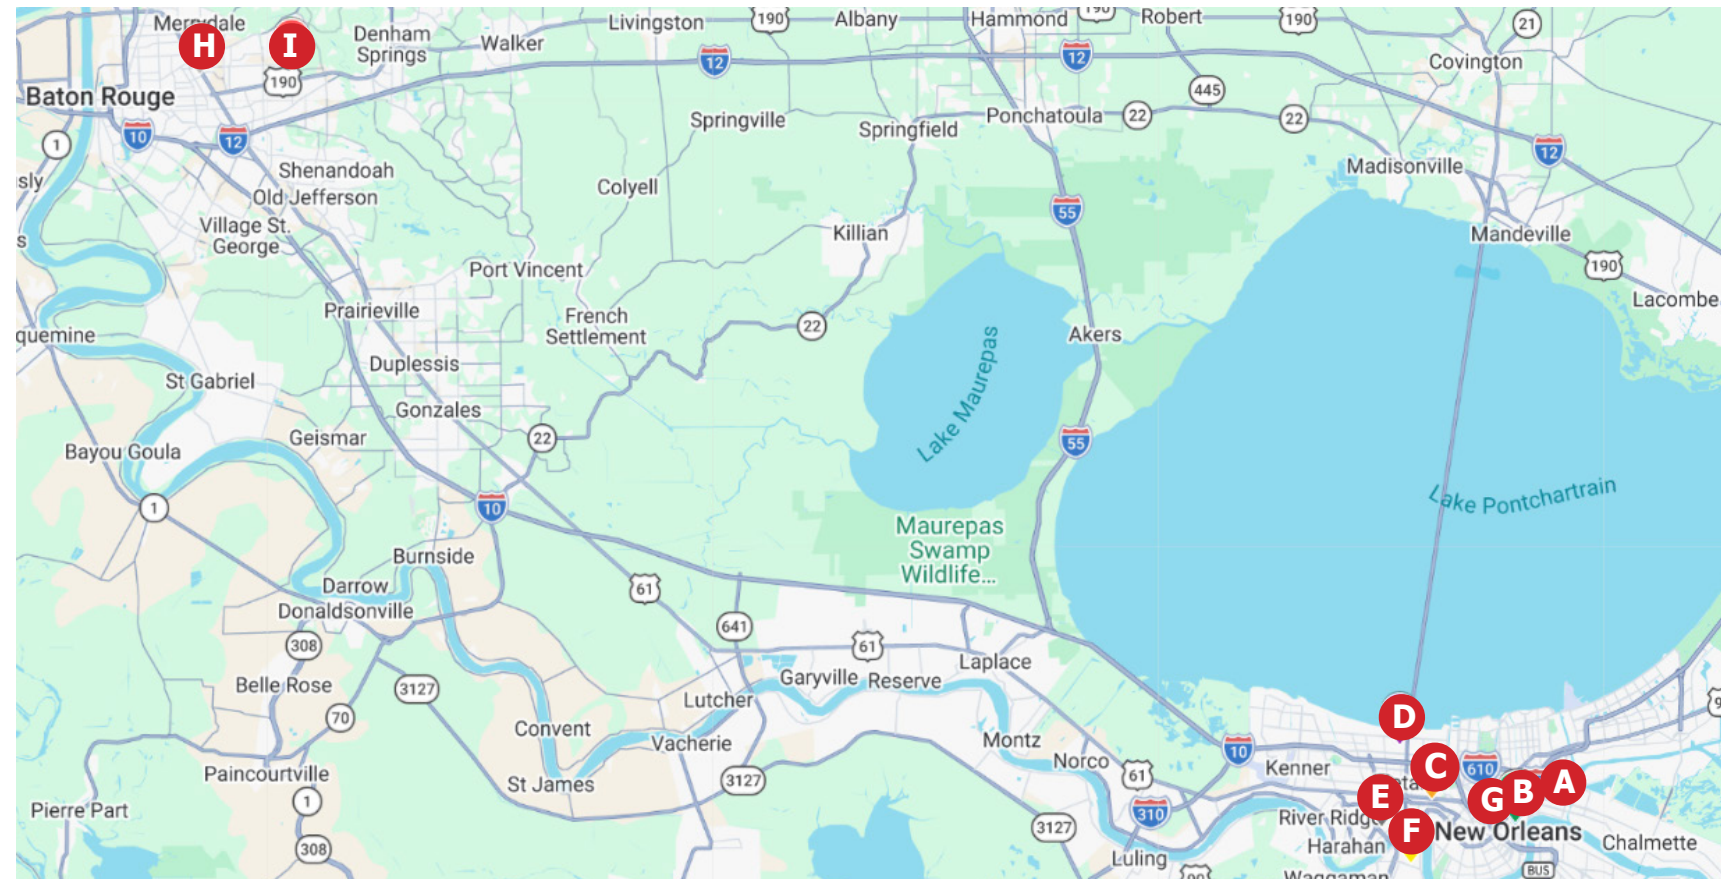 Merrydale
H
I
190
Denham
Springs
Walker
Livingston
190
Albany
Hammond
190
Robert
190
21
Covington
12
12
445
Baton Rouge
10
12
1
Springville
Springfield
Ponchatoula
22
22
12
Madisonville
Shenandoah
Old Jefferson
sly
Colyell
55
Village St.
George
s
Killian
Mandeville
190
Port Vincent
Lacombe
Prairieville
French
Settlement
22
Akers
quemine
Lake Maurepas
Duplessis
St Gabriel
Gonzales
22
Geismar
55
Bayou Goula
1
10
Lake Pontchartrain
Maurepas
Swamp
Wildlife...
Burnside
Darrow
Donaldsonville
61
641
308
61
Laplace
Belle Rose
3127
Garyville
Reserve
Lutcher
70
D
Convent
Vacherie
Montz
10
Norco
61
Kenner
C
610
Paincourtville
St James
3127
A
B
G
E
1
Pierre Part
310
River Ridge
F
New Orleans
3127
308
Harahan
Chalmette
Luling
BUS
90
Waggaman